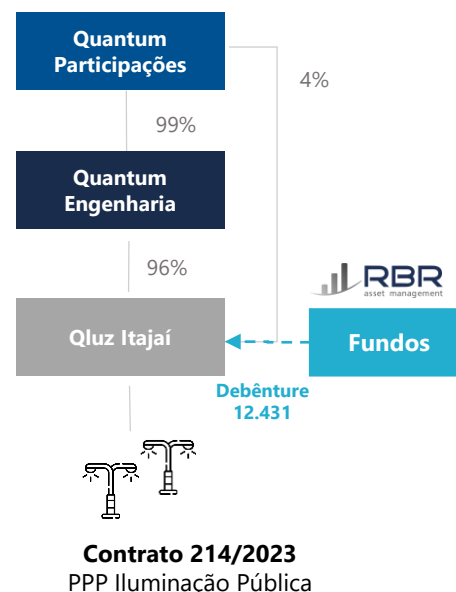 Quantum
Participações
4%
99%
Quantum
Engenharia
96%
RBR
asset management
Qluz Itajaí
Fundos
Debênture
12.431
Contrato 214/2023
PPP Iluminação Pública